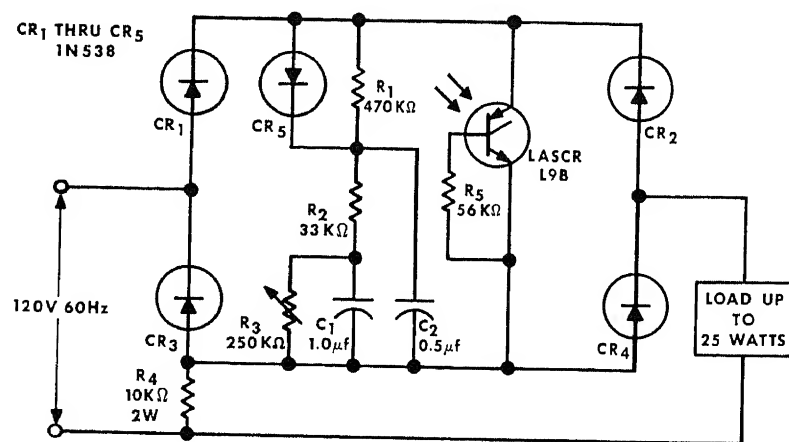 CR1 THRU CR5
1N538
CR1
CR5
R1
470KΩ
LASCR
L9B
CR2
R2
33KΩ
R5
56KΩ
120V 60Hz
CR3
R3
250KΩ
C1
1.0μf
C2
0.5μf
CR4
LOAD UP
TO
25 WATTS
R4
10KΩ
2W